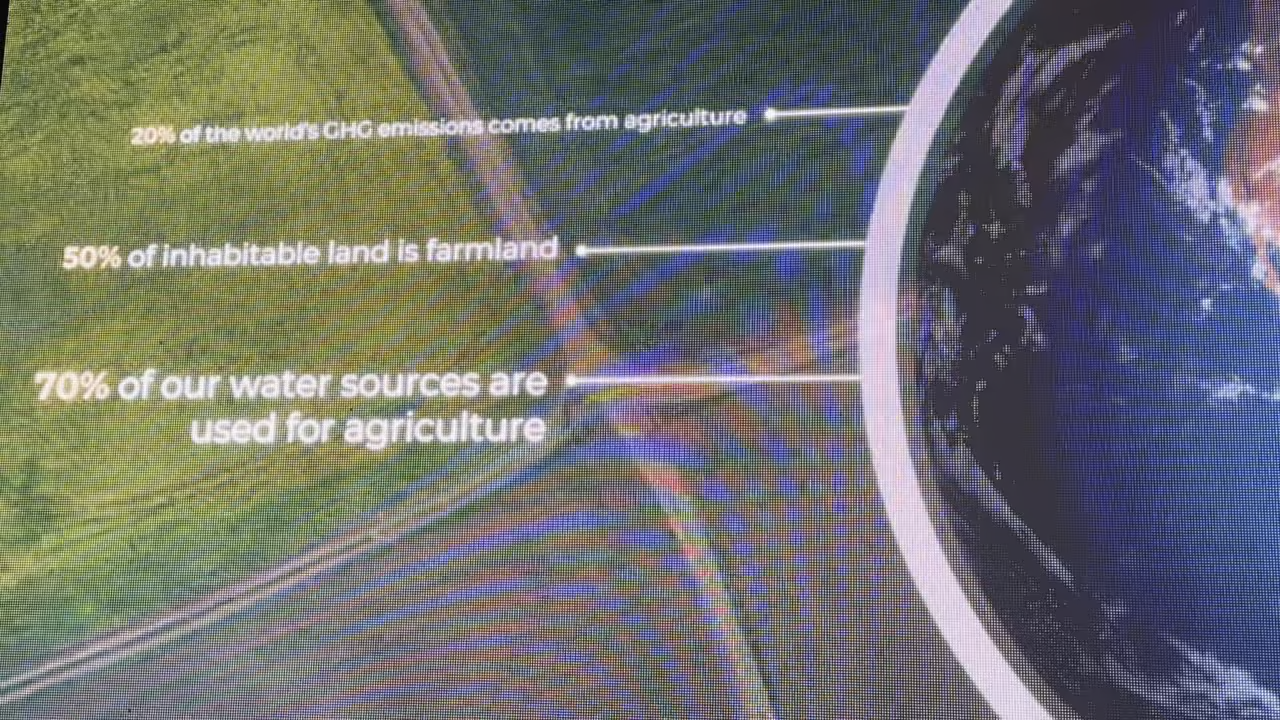 20% of the world's GHG emissions comes from agriculture
50% of inhabitable land is farmland
70% of our water sources are
used for agriculture